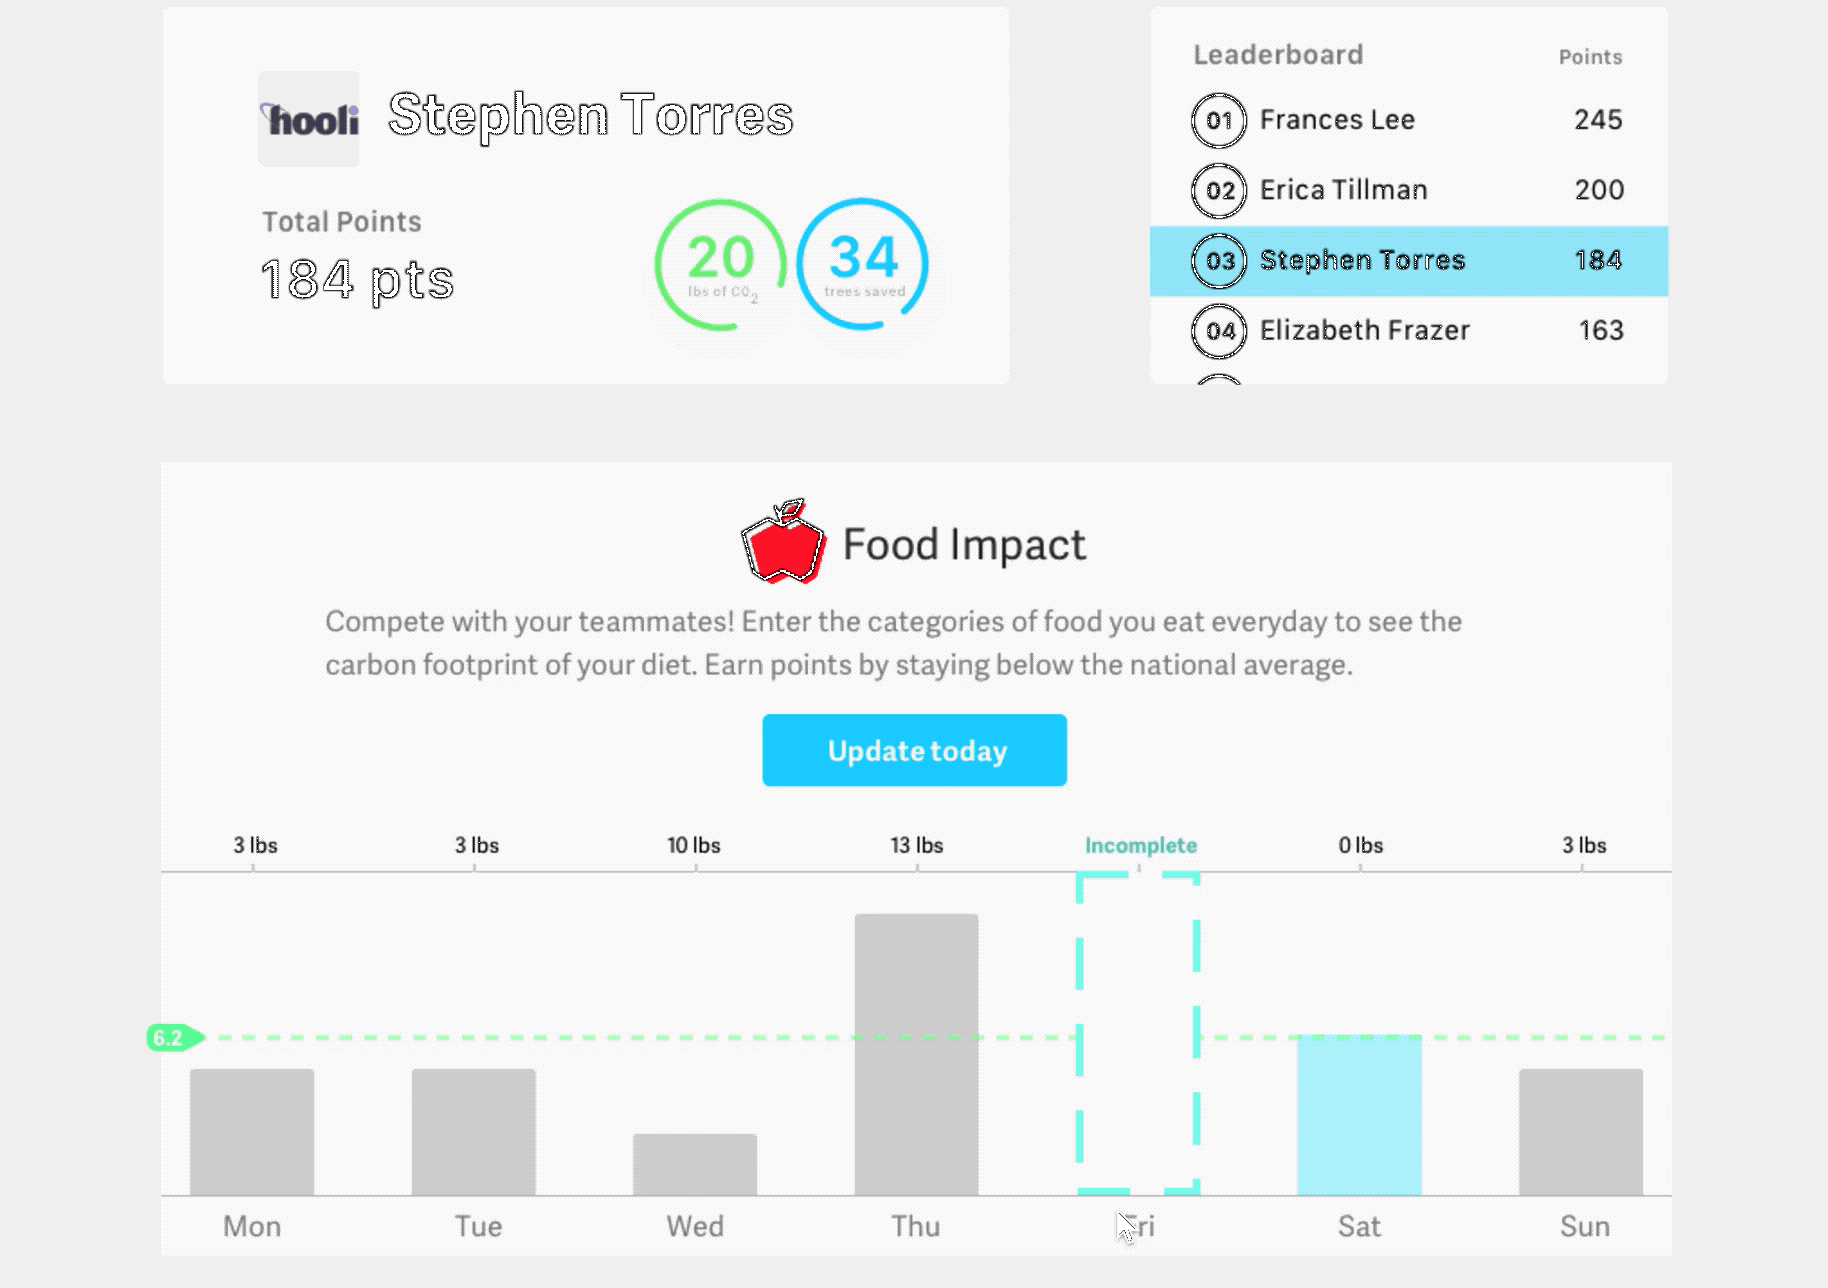 hooli
Stephen Torres
Total Points
184 pts
20
lbs of CO2
34
trees saved
Leaderboard Points
01 Frances Lee 245
02 Erica Tillman 200
03 Stephen Torres 184
04 Elizabeth Frazer 163
Food Impact
Compete with your teammates! Enter the categories of food you eat everyday to see the
carbon footprint of your diet. Earn points by staying below the national average.
Update today
3 lbs 3 lbs 10 lbs 13 lbs Incomplete 0 lbs 3 lbs
6.2
Mon Tue Wed Thu Fri Sat Sun